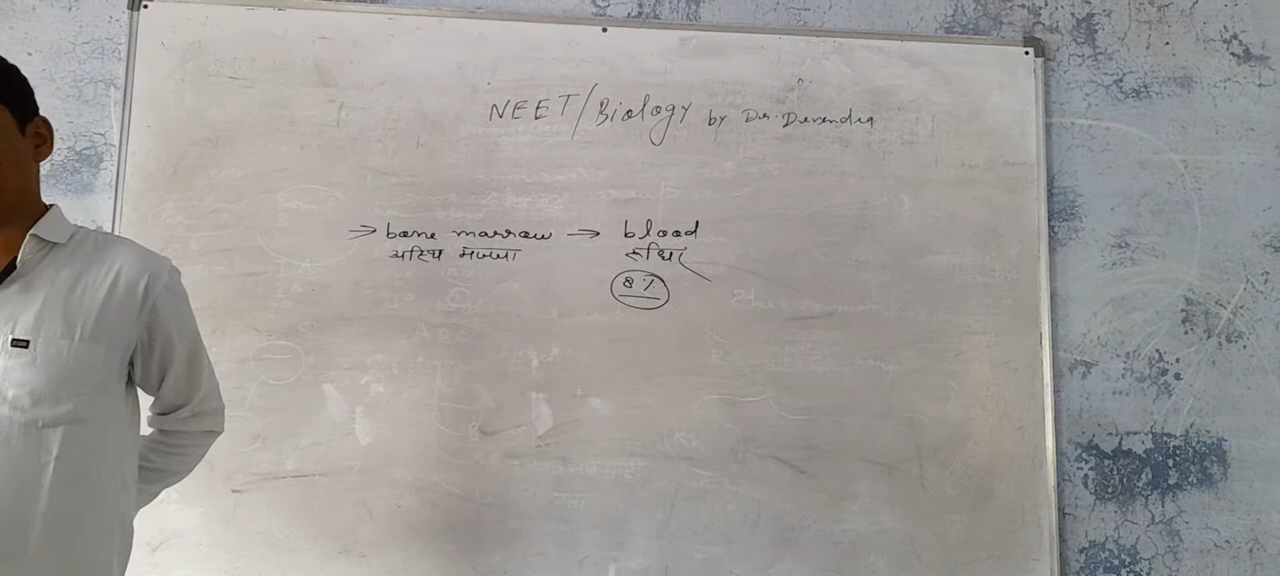 NEET/Biology by Dr. Devendra
→ bone marrow → blood
अस्थि मज्जा रुधिर
8%